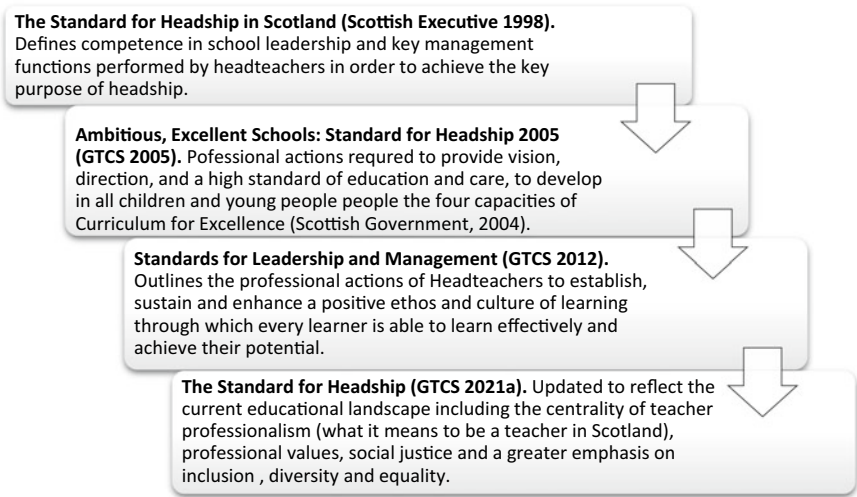 The Standard for Headship in Scotland (Scottish Executive 1998).
Defines competence in school leadership and key management
functions performed by headteachers in order to achieve the key
purpose of headship.
Ambitious, Excellent Schools: Standard for Headship 2005
(GTCS 2005). Pofessional actions requred to provide vision,
direction, and a high standard of education and care, to develop
in all children and young people people the four capacities of
Curriculum for Excellence (Scottish Government, 2004).
Standards for Leadership and Management (GTCS 2012).
Outlines the professional actions of Headteachers to establish,
sustain and enhance a positive ethos and culture of learning
through which every learner is able to learn effectively and
achieve their potential.
The Standard for Headship (GTCS 2021a). Updated to reflect the
current educational landscape including the centrality of teacher
professionalism (what it means to be a teacher in Scotland),
professional values, social justice and a greater emphasis on
inclusion , diversity and equality.